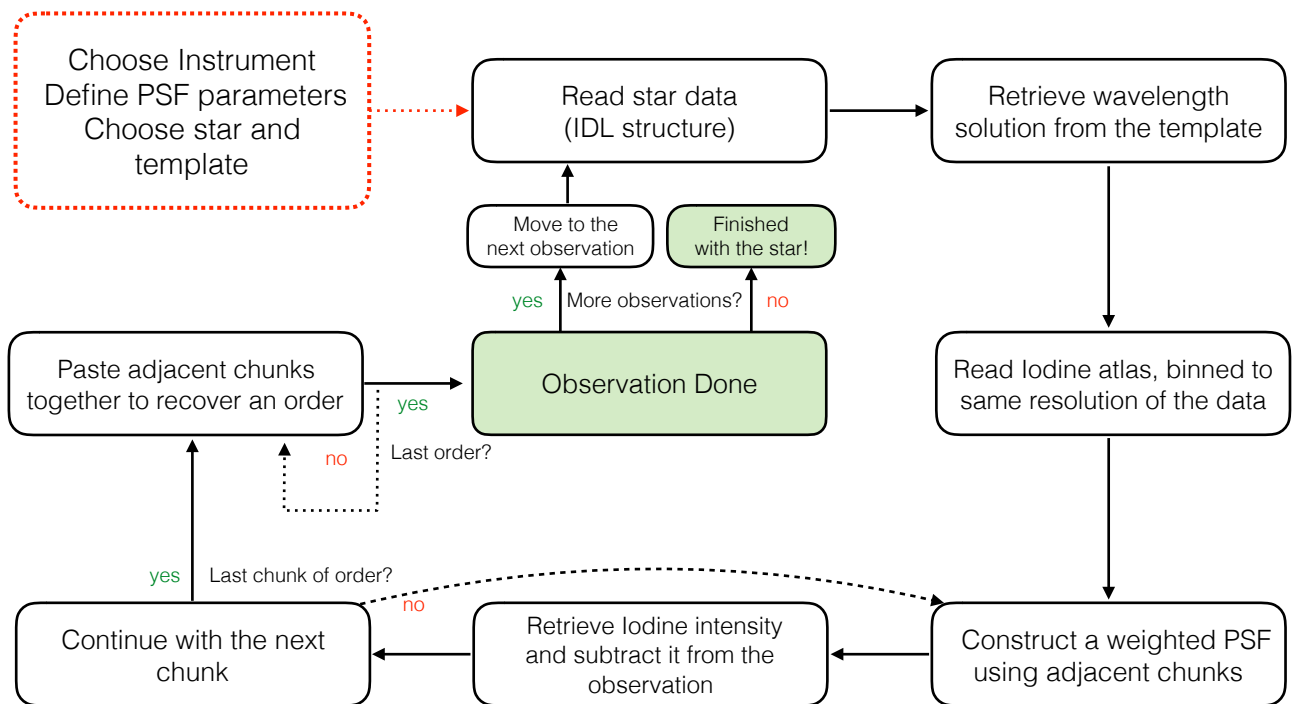 Choose Instrument
Define PSF parameters
Choose star and
template
Read star data
(IDL structure)
Retrieve wavelength
solution from the template
Move to the
next observation
Finished
with the star!
yes
More observations?
no
Paste adjacent chunks
together to recover an order
yes
Observation Done
Read Iodine atlas, binned to
same resolution of the data
no
Last order?
yes
Last chunk of order?
no
Continue with the next
chunk
Retrieve Iodine intensity
and subtract it from the
observation
Construct a weighted PSF
using adjacent chunks